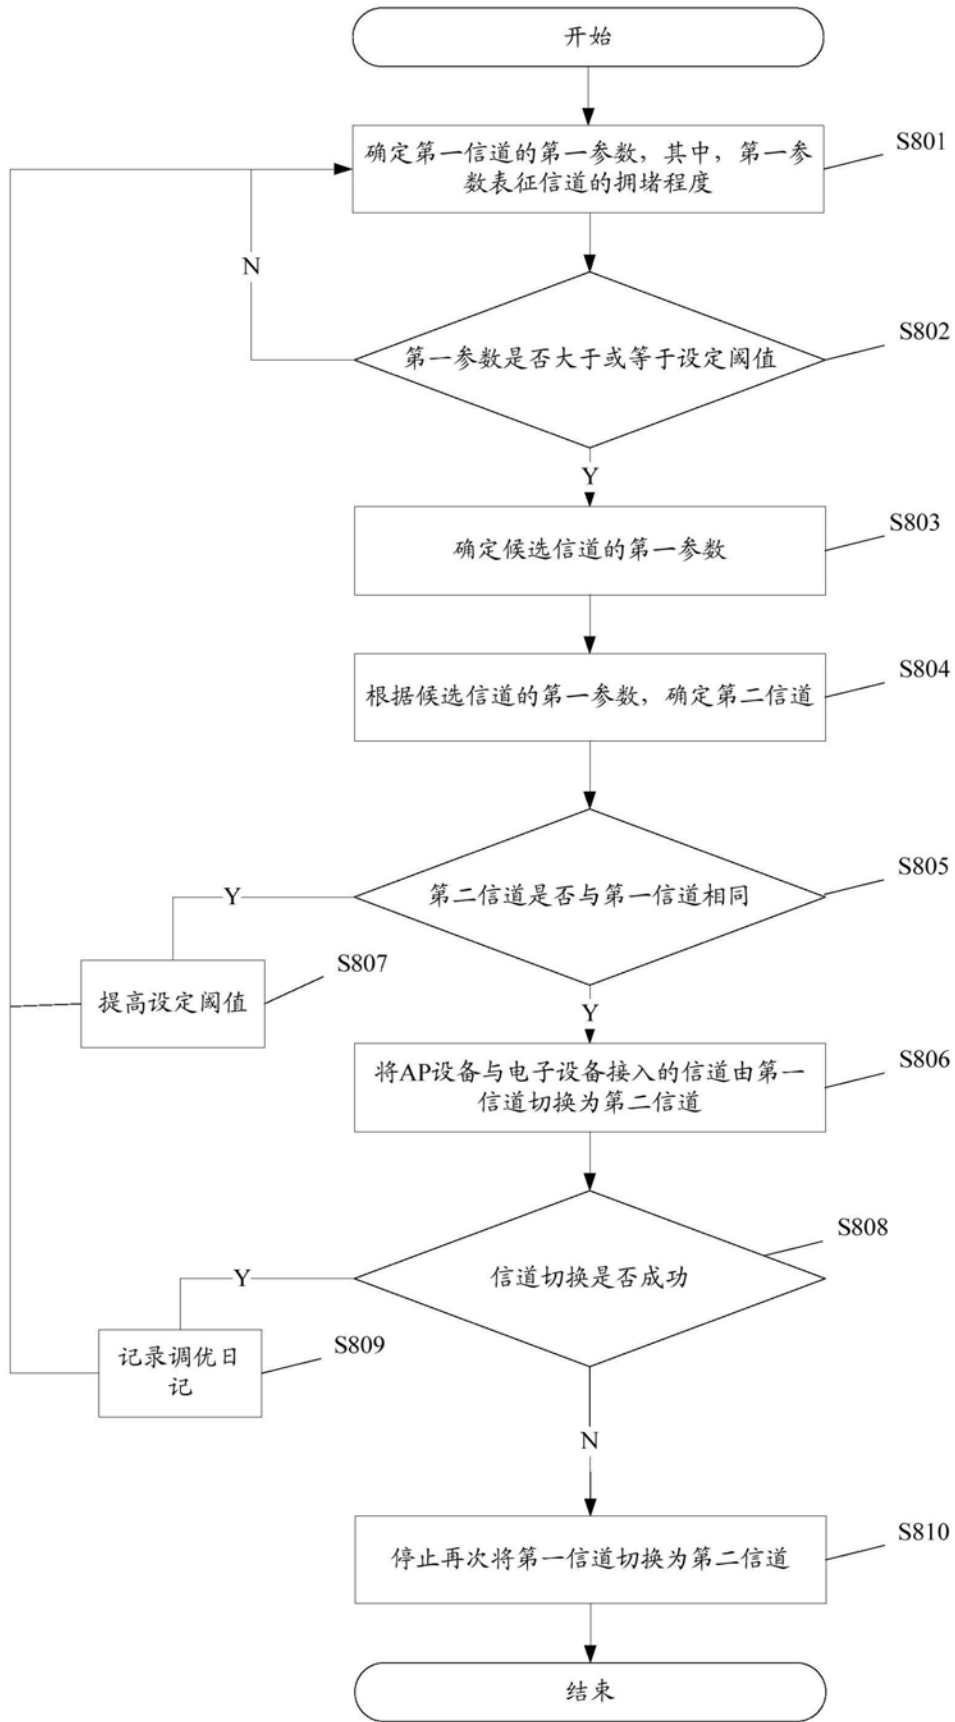 开始
确定第一信道的第一参数，其中，第一参
数表征信道的拥堵程度
S801
N
第一参数是否大于或等于设定阈值
S802
Y
确定候选信道的第一参数
S803
根据候选信道的第一参数，确定第二信道
S804
第二信道是否与第一信道相同
S805
Y
提高设定阈值
S807
Y
将AP设备与电子设备接入的信道由第一
信道切换为第二信道
S806
信道切换是否成功
S808
Y
记录调优日
记
S809
N
停止再次将第一信道切换为第二信道
S810
结束